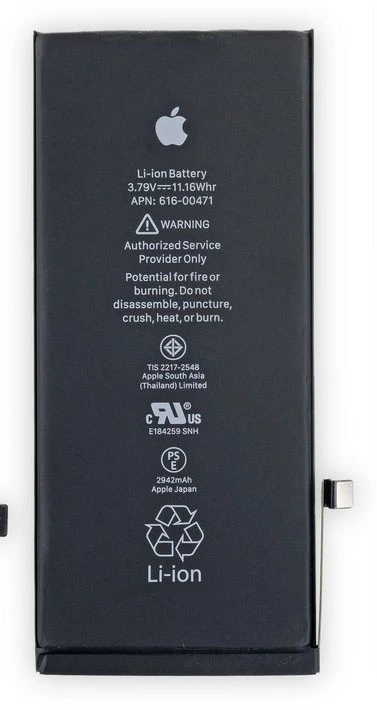 Li-ion Battery
3.79V⎓11.16Whr
APN: 616-00471
WARNING
Authorized Service
Provider Only
Potential for fire or
burning. Do not
disassemble, puncture,
crush, heat, or burn.
TIS 2217-2548
Apple South Asia
(Thailand) Limited
c RU® US
E184259 SNH
PS
E
2942mAh
Apple Japan
Li-ion